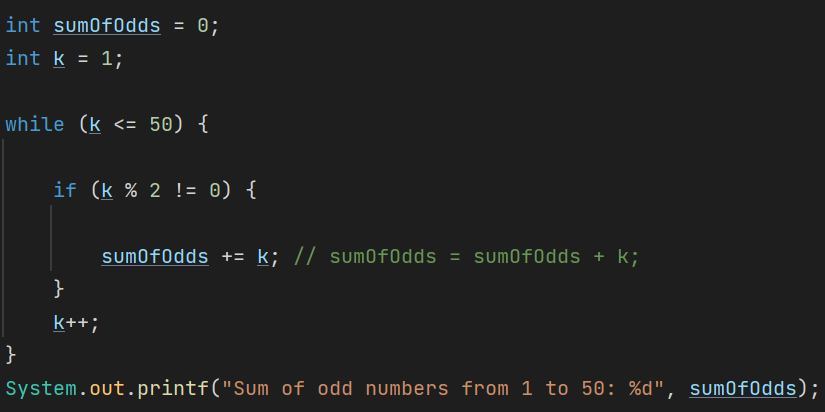 int sumOfOdds = 0;
int k = 1;
while (k <= 50) {
if (k % 2 != 0) {
sumOfOdds += k; // sumOfOdds = sumOfOdds + k;
}
k++;
}
System.out.printf("Sum of odd numbers from 1 to 50: %d", sumOfOdds);